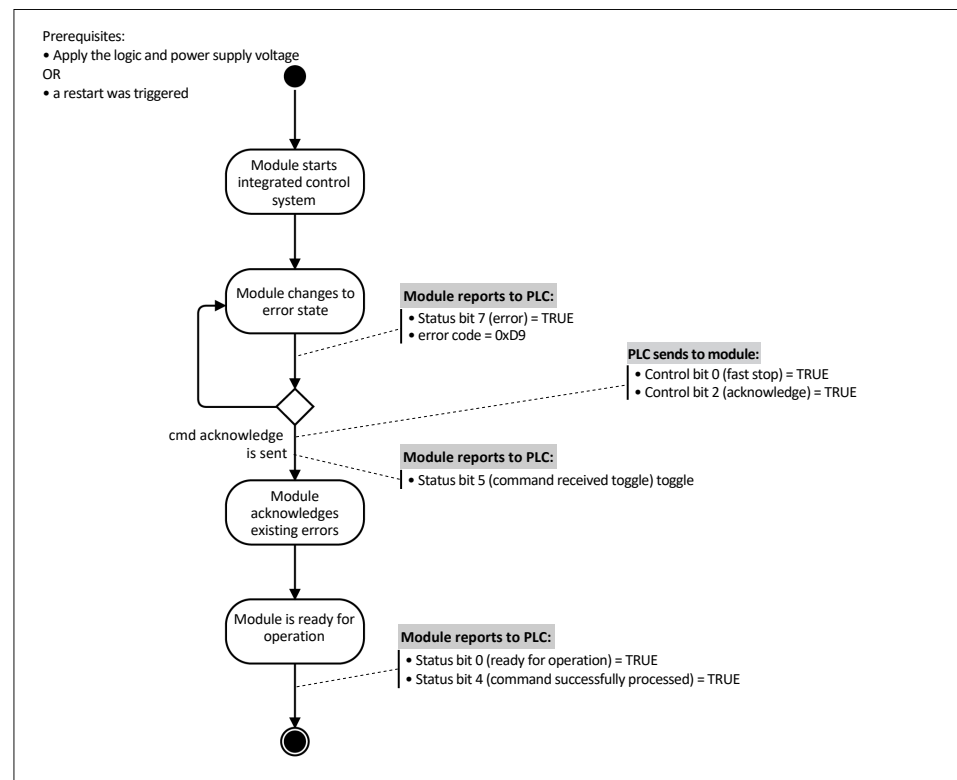 Prerequisites:
• Apply the logic and power supply voltage
OR
• a restart was triggered
Module starts
integrated control
system
Module changes to
error state
Module reports to PLC:
• Status bit 7 (error) = TRUE
• error code = 0xD9
PLC sends to module:
• Control bit 0 (fast stop) = TRUE
• Control bit 2 (acknowledge) = TRUE
cmd acknowledge
is sent
Module reports to PLC:
• Status bit 5 (command received toggle) toggle
Module
acknowledges
existing errors
Module is ready for
operation
Module reports to PLC:
• Status bit 0 (ready for operation) = TRUE
• Status bit 4 (command successfully processed) = TRUE